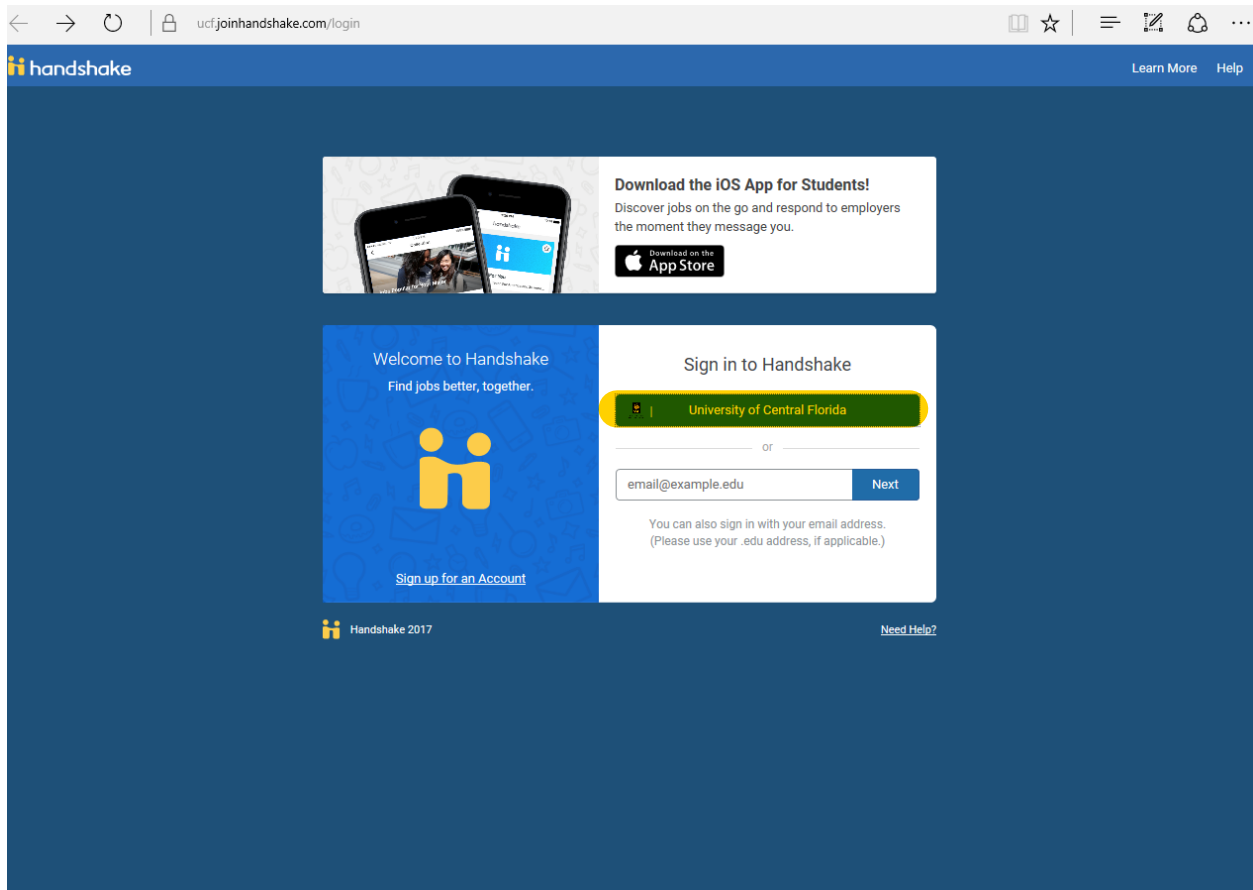 ucf.joinhandshake.com/login
handshake
Learn More Help
Download the iOS App for Students!
Discover jobs on the go and respond to employers
the moment they message you.
Download on the
App Store
handshake
Welcome to Handshake
Find jobs better, together.
Sign up for an Account
Sign in to Handshake
University of Central Florida
or
email@example.edu
Next
You can also sign in with your email address.
(Please use your .edu address, if applicable.)
Handshake 2017
Need Help?